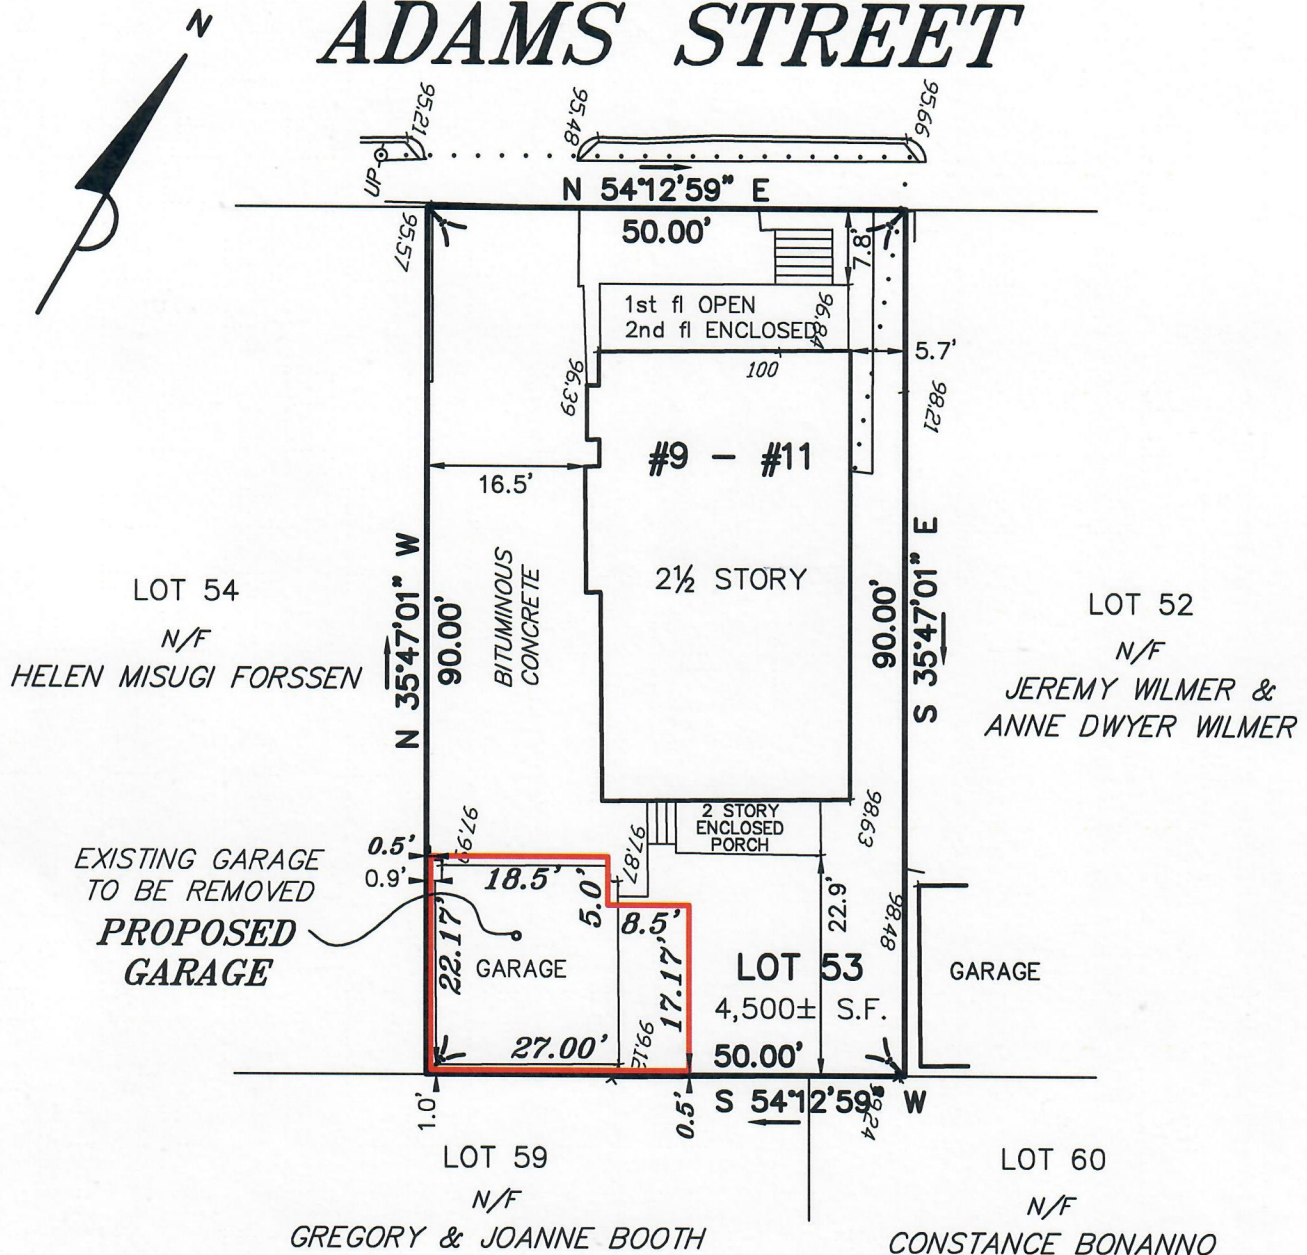 ADAMS STREET
N
95.21
95.48
95.66
UP
N 54°12'59" E
50.00'
95.57
7.8'
1st fl OPEN
2nd fl ENCLOSED
96.84
5.7'
100
96.39
98.21
#9 - #11
16.5'
N 35°47'01" W
90.00'
BITUMINOUS
CONCRETE
2½ STORY
90.00'
S 35°47'01" E
LOT 54
N/F
HELEN MISUGI FORSSEN
LOT 52
N/F
JEREMY WILMER &
ANNE DWYER WILMER
2 STORY
ENCLOSED
PORCH
98.63
97.99
97.87
0.5'
EXISTING GARAGE
TO BE REMOVED
0.9'
PROPOSED
GARAGE
18.5'
5.0'
8.5'
22.9'
98.48
22.17'
GARAGE
17.17'
LOT 53
4,500± S.F.
GARAGE
27.00'
50.00'
1.0'
0.5'
S 54°12'59" W
99.24
LOT 59
N/F
GREGORY & JOANNE BOOTH
LOT 60
N/F
CONSTANCE BONANNO